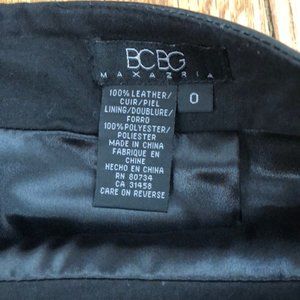 BCBG
MAXAZRIA
100% LEATHER/
CUIR/PIEL
LINING/DOUBLURE/
FORRO
100% POLYESTER/
POLIESTER
MADE IN CHINA
FABRIQUE EN
CHINE
HECHO EN CHINA
RN 80734
CA 31458
CARE ON REVERSE
0